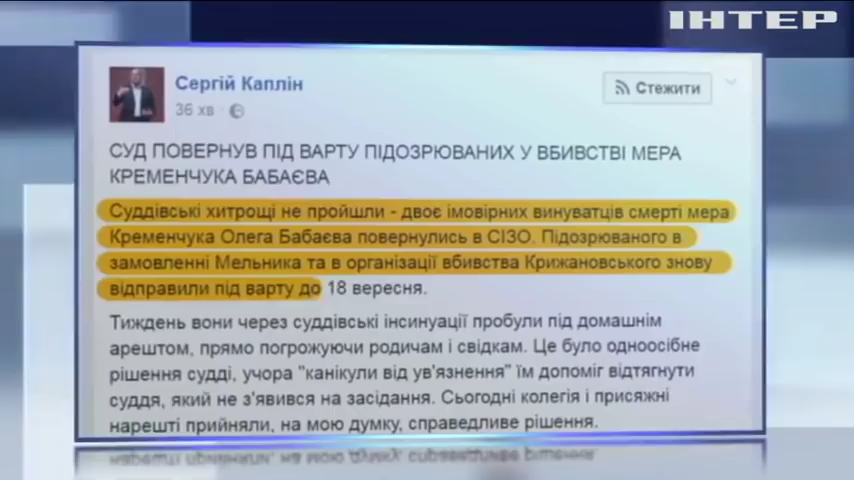 ІНТЕР
Сергій Каплін
Стежити
36 хв
СУД ПОВЕРНУВ ПІД ВАРТУ ПІДОЗРЮВАНИХ У ВБИВСТВІ МЕРА
КРЕМЕНЧУКА БАБАЄВА
Суддівські хитрощі не пройшли - двоє імовірних винуватців смерті мера
Кременчука Олега Бабаєва повернулись в СІЗО. Підозрюваного в
замовленні Мельника та в організації вбивства Крижановського знову
відправили під варту до 18 вересня.
Тиждень вони через суддівські інсинуації пробули під домашнім
арештом, прямо погрожуючи родичам і свідкам. Це було одноосібне
рішення судді, учора "канікули від ув'язнення" їм допоміг відтягнути
суддя, який не з'явився на засідання. Сьогодні колегія і присяжні
нарешті прийняли, на мою думку, справедливе рішення.